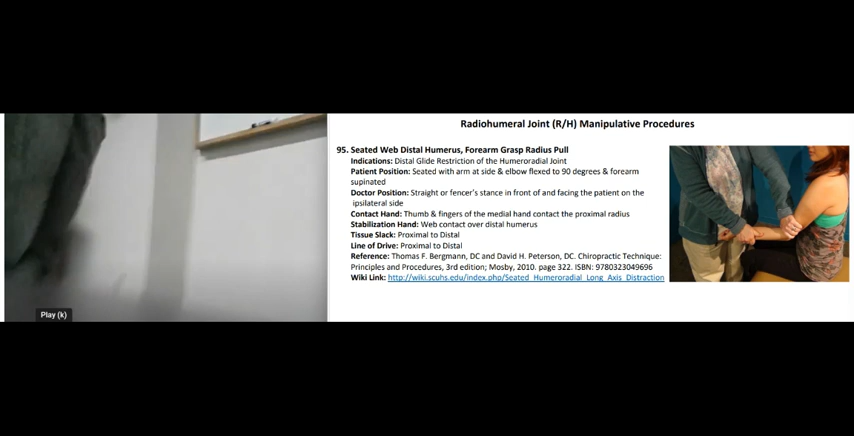 Radiohumeral Joint (R/H) Manipulative Procedures
95. Seated Web Distal Humerus, Forearm Grasp Radius Pull
Indications: Distal Glide Restriction of the Humeroradial Joint
Patient Position: Seated with arm at side & elbow flexed to 90 degrees & forearm
supinated
Doctor Position: Straight or fencer's stance in front of and facing the patient on the
ipsilateral side
Contact Hand: Thumb & fingers of the medial hand contact the proximal radius
Stabilization Hand: Web contact over distal humerus
Tissue Slack: Proximal to Distal
Line of Drive: Proximal to Distal
Reference: Thomas F. Bergmann, DC and David H. Peterson, DC. Chiropractic Technique:
Principles and Procedures, 3rd edition; Mosby, 2010. page 322. ISBN: 9780323049696
Wiki Link: http://wiki.scuhs.edu/index.php/Seated_Humeroradial_Long_Axis_Distraction
Play (k)